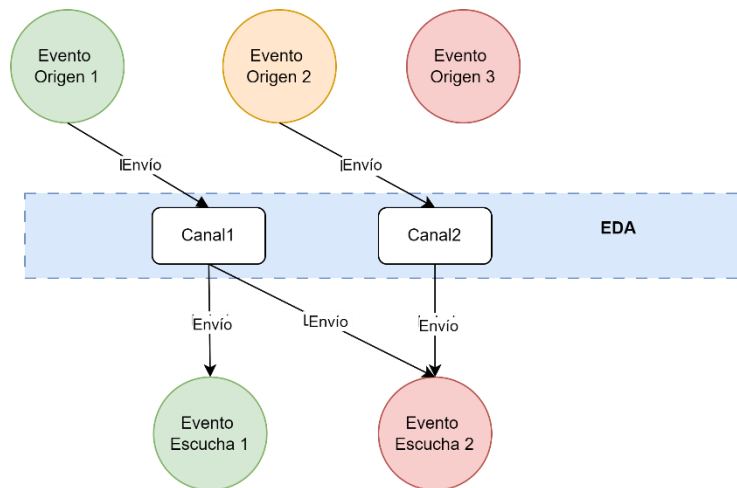 Evento
Origen 1
Evento
Origen 2
Evento
Origen 3
Envío
Envío
Canal1
Canal2
EDA
Envío
Envío
Envío
Evento
Escucha 1
Evento
Escucha 2